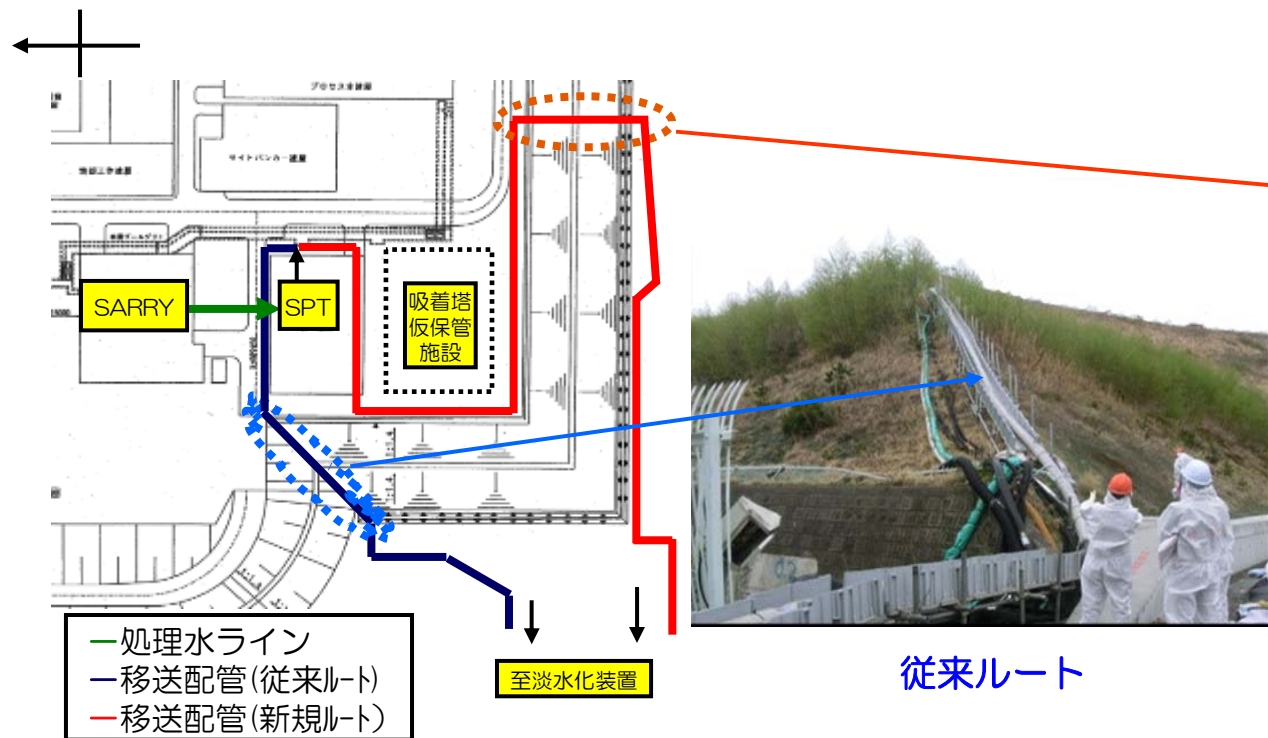 プロセス主建屋
サイトバンカー建屋
SARRY
SPT
吸着塔
仮保管
施設
処理水ライン
移送配管(従来ルート)
移送配管(新規ルート)
至淡水化装置
従来ルート